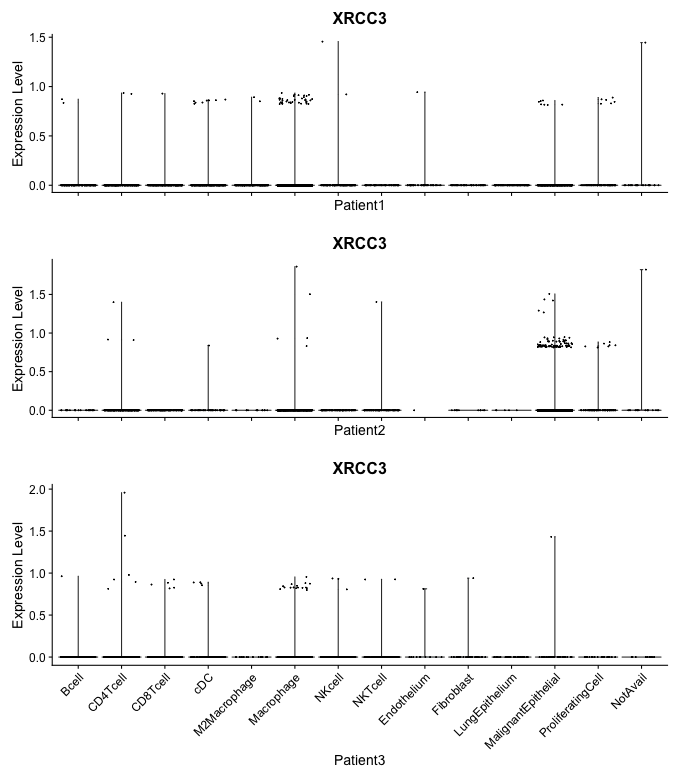 XRCC3
Expression Level
1.5
1.0
0.5
0.0
Patient1
XRCC3
Expression Level
1.5
1.0
0.5
0.0
Patient2
XRCC3
Expression Level
2.0
1.5
1.0
0.5
0.0
Bcell
CD4Tcell
CD8Tcell
cDC
M2Macrophage
Macrophage
NKcell
NKTcell
Endothelium
Fibroblast
LungEpithelium
MalignantEpithelial
ProliferatingCell
NotAvail
Patient3